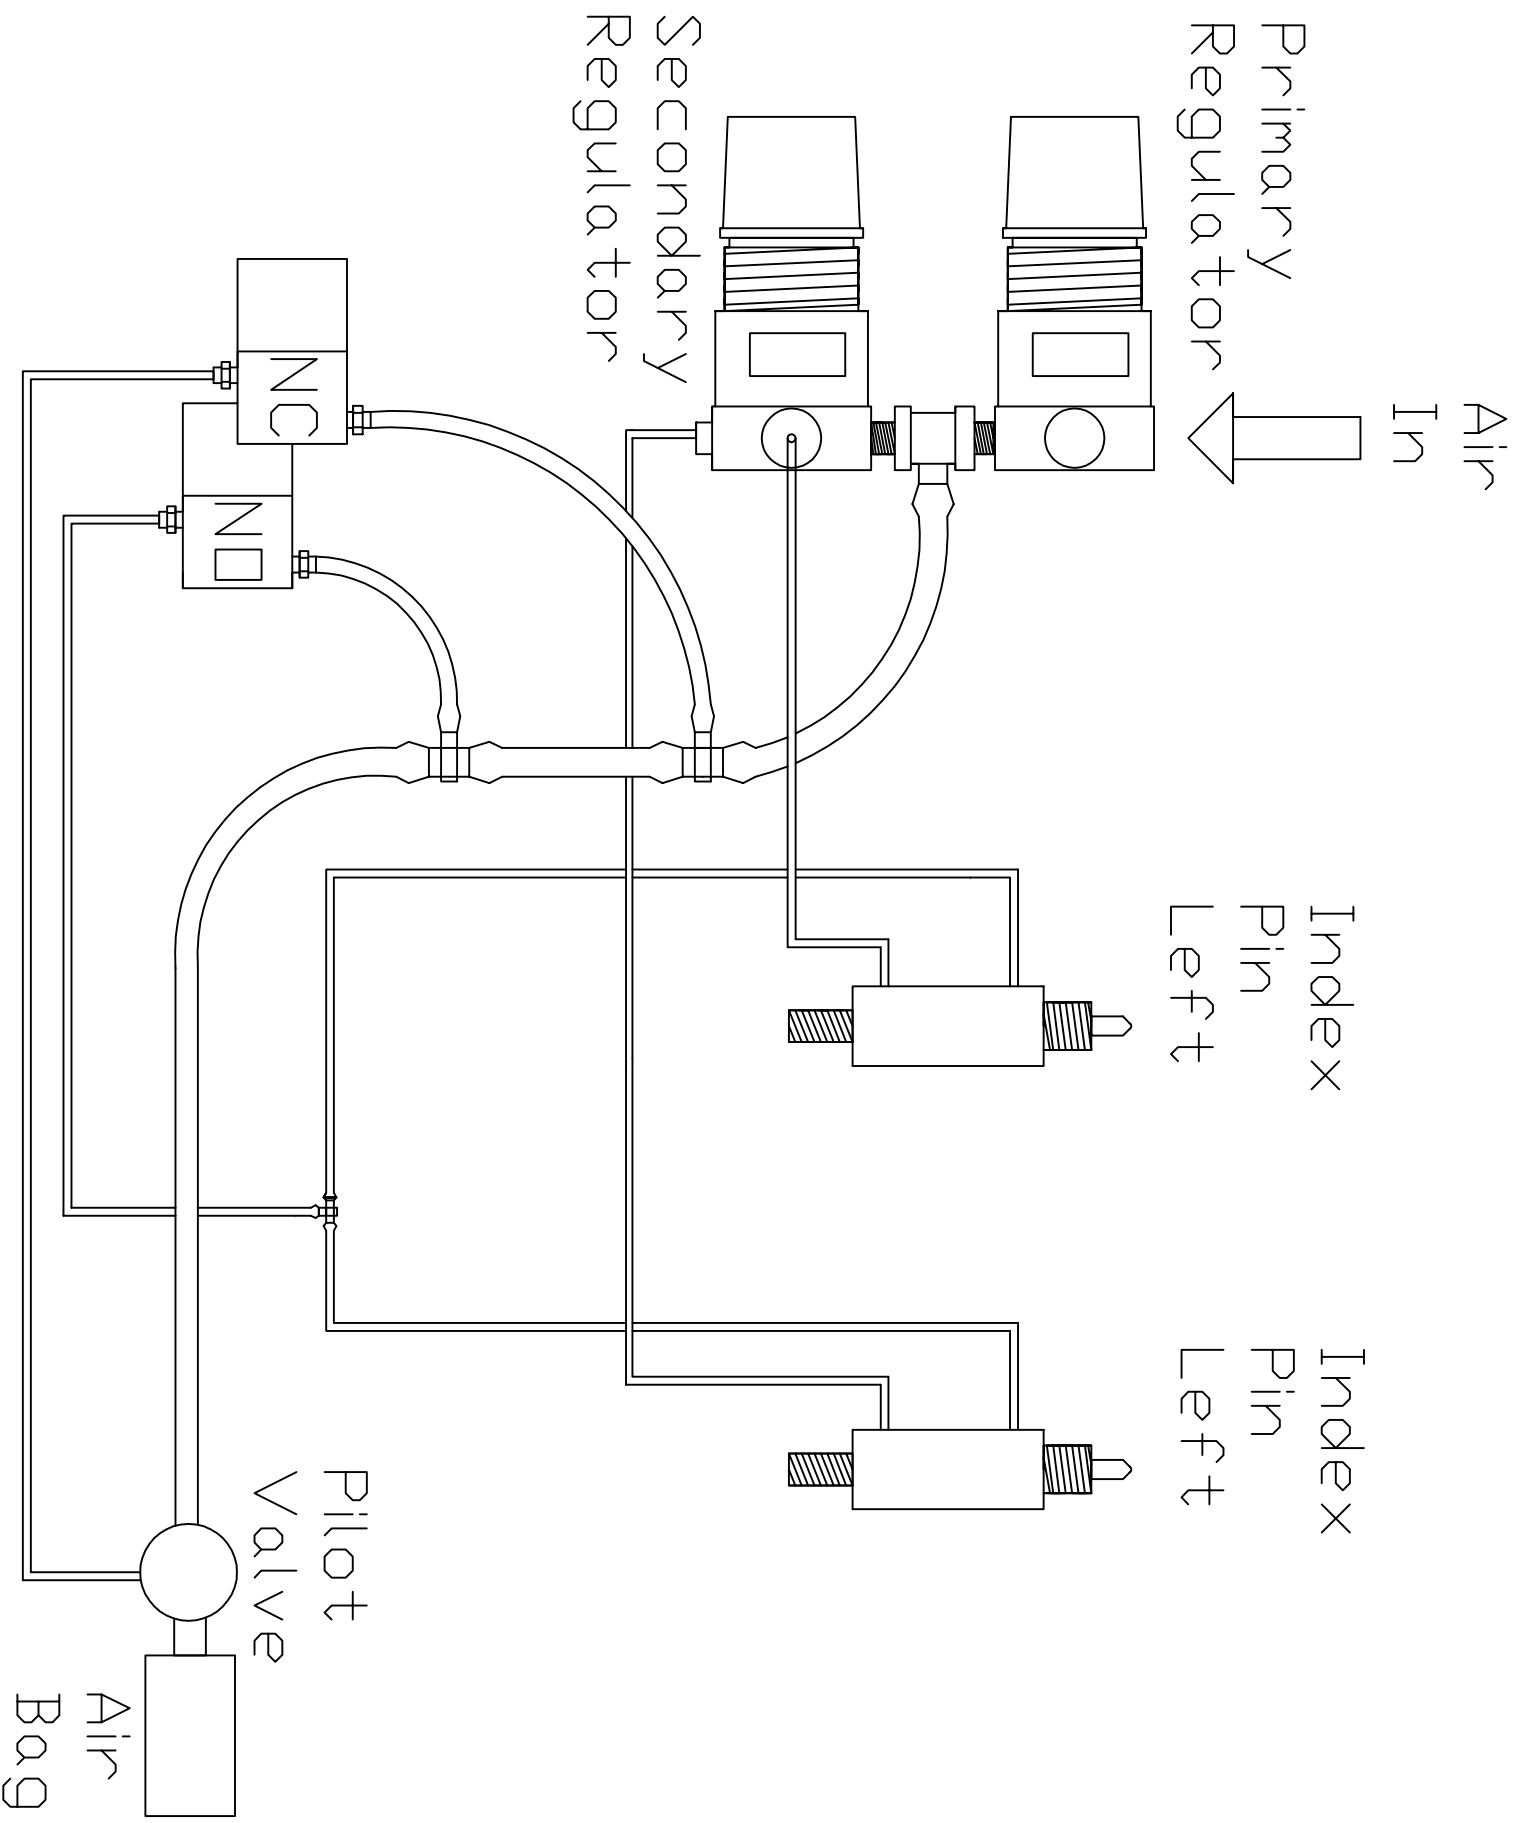 Air
In
Primary
Regulator
Secondary
Regulator
NC
NO
Index
Pin
Left
Index
Pin
Left
Pilot
Valve
Air
Bag